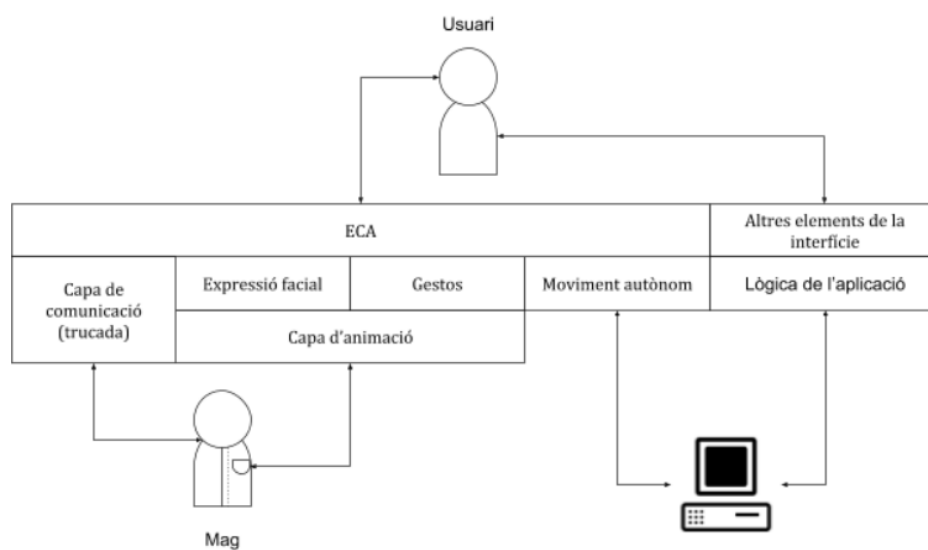 Usuari
ECA
Altres elements de la
interfície
Capa de
comunicació
(trucada)
Expressió facial
Gestos
Moviment autònom
Lògica de l'aplicació
Capa d'animació
Mag